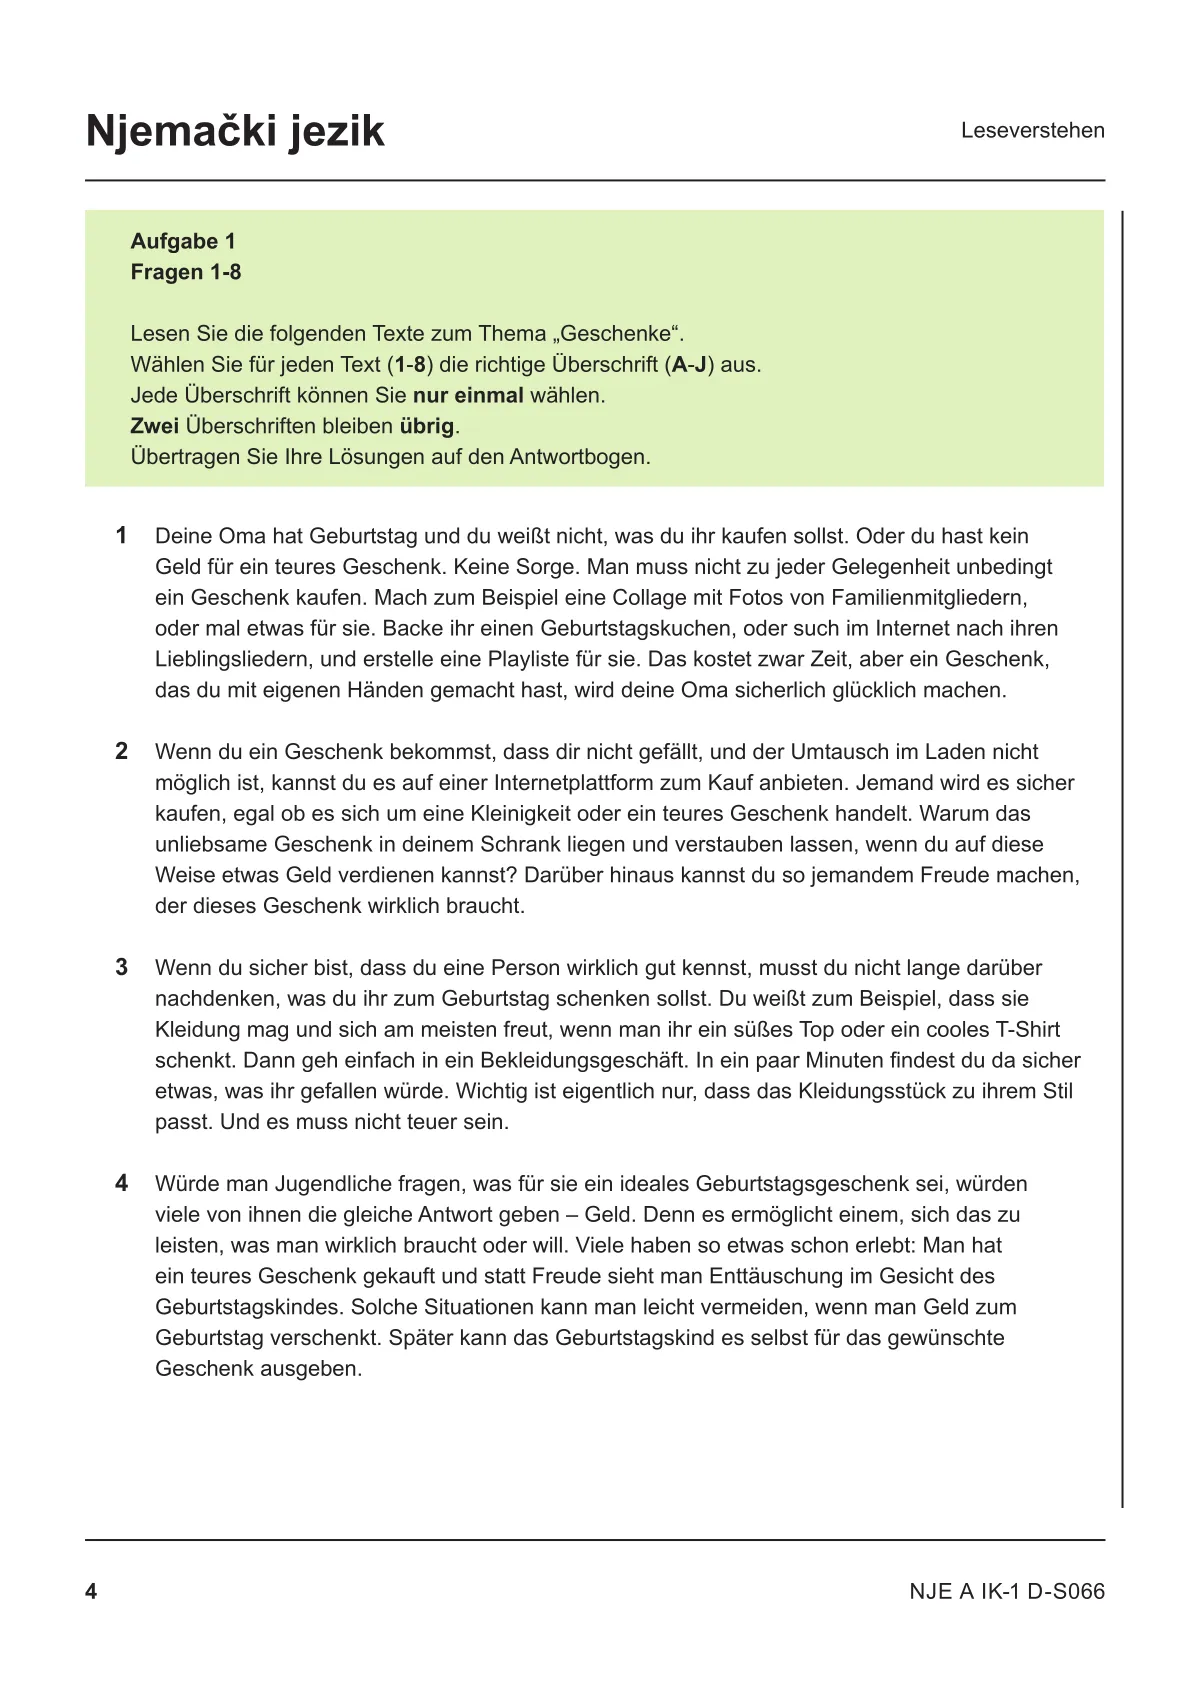 Njemački jezik
Leseverstehen
Aufgabe 1
Fragen 1-8
Lesen Sie die folgenden Texte zum Thema „Geschenke“.
Wählen Sie für jeden Text (1-8) die richtige Überschrift (A-J) aus.
Jede Überschrift können Sie nur einmal wählen.
Zwei Überschriften bleiben übrig.
Übertragen Sie Ihre Lösungen auf den Antwortbogen.
1 Deine Oma hat Geburtstag und du weißt nicht, was du ihr kaufen sollst. Oder du hast kein
Geld für ein teures Geschenk. Keine Sorge. Man muss nicht zu jeder Gelegenheit unbedingt
ein Geschenk kaufen. Mach zum Beispiel eine Collage mit Fotos von Familienmitgliedern,
oder mal etwas für sie. Backe ihr einen Geburtstagskuchen, oder such im Internet nach ihren
Lieblingsliedern, und erstelle eine Playliste für sie. Das kostet zwar Zeit, aber ein Geschenk,
das du mit eigenen Händen gemacht hast, wird deine Oma sicherlich glücklich machen.
2 Wenn du ein Geschenk bekommst, dass dir nicht gefällt, und der Umtausch im Laden nicht
möglich ist, kannst du es auf einer Internetplattform zum Kauf anbieten. Jemand wird es sicher
kaufen, egal ob es sich um eine Kleinigkeit oder ein teures Geschenk handelt. Warum das
unliebsame Geschenk in deinem Schrank liegen und verstauben lassen, wenn du auf diese
Weise etwas Geld verdienen kannst? Darüber hinaus kannst du so jemandem Freude machen,
der dieses Geschenk wirklich braucht.
3 Wenn du sicher bist, dass du eine Person wirklich gut kennst, musst du nicht lange darüber
nachdenken, was du ihr zum Geburtstag schenken sollst. Du weißt zum Beispiel, dass sie
Kleidung mag und sich am meisten freut, wenn man ihr ein süßes Top oder ein cooles T-Shirt
schenkt. Dann geh einfach in ein Bekleidungsgeschäft. In ein paar Minuten findest du da sicher
etwas, was ihr gefallen würde. Wichtig ist eigentlich nur, dass das Kleidungsstück zu ihrem Stil
passt. Und es muss nicht teuer sein.
4 Würde man Jugendliche fragen, was für sie ein ideales Geburtstagsgeschenk sei, würden
viele von ihnen die gleiche Antwort geben – Geld. Denn es ermöglicht einem, sich das zu
leisten, was man wirklich braucht oder will. Viele haben so etwas schon erlebt: Man hat
ein teures Geschenk gekauft und statt Freude sieht man Enttäuschung im Gesicht des
Geburtstagskindes. Solche Situationen kann man leicht vermeiden, wenn man Geld zum
Geburtstag verschenkt. Später kann das Geburtstagskind es selbst für das gewünschte
Geschenk ausgeben.
4
NJE A IK-1 D-S066